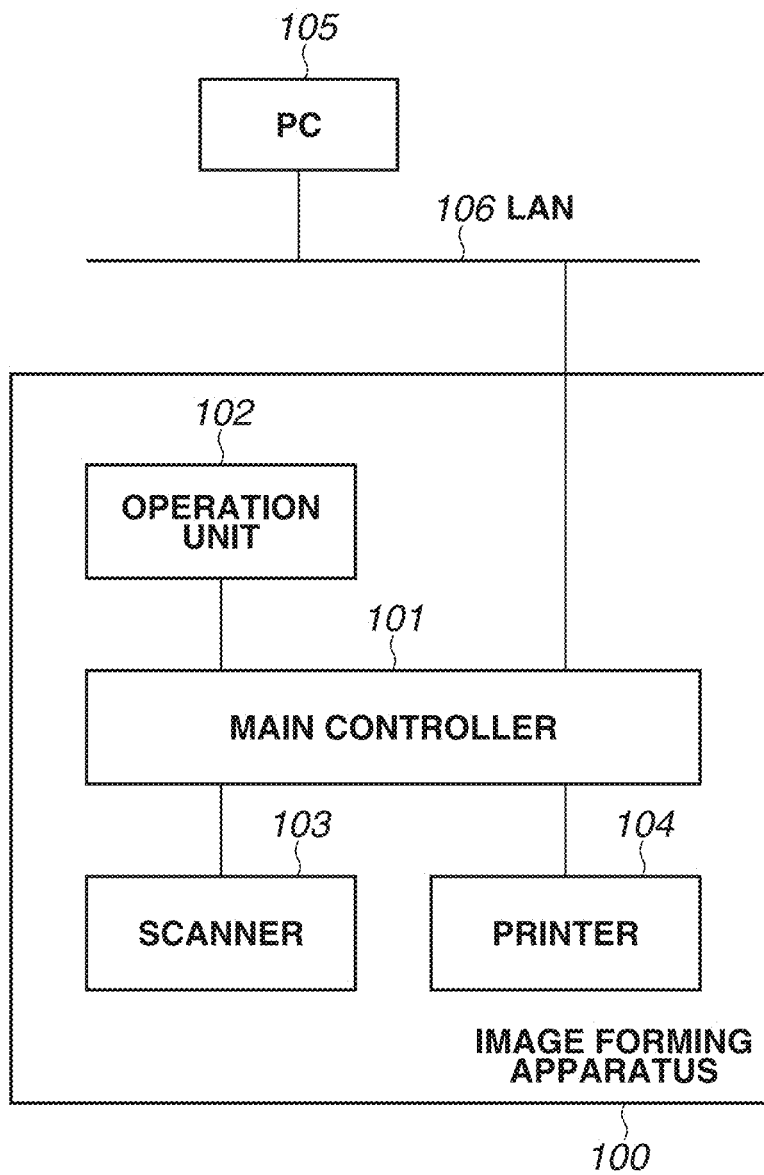 105
PC
106 LAN
102
OPERATION
UNIT
101
MAIN CONTROLLER
103
104
SCANNER
PRINTER
IMAGE FORMING
APPARATUS
100